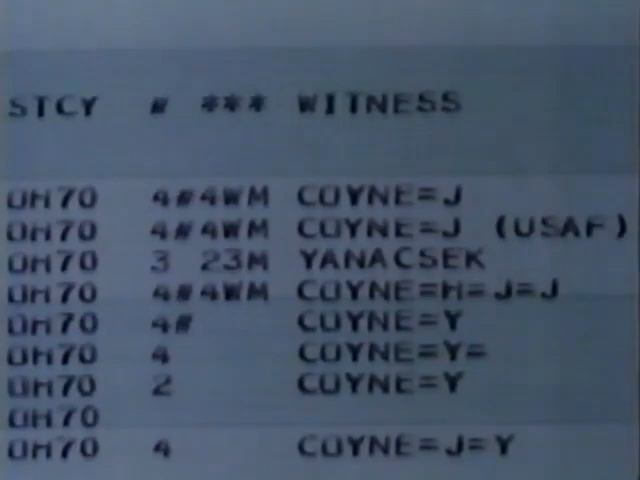 STCY # *** WITNESS
OH70 4#4WM COYNE=J
OH70 4#4WM COYNE=J (USAF)
OH70 3 23M YANACSEK
OH70 4#4WM COYNE=H=J=J
OH70 4# COYNE=Y
OH70 4 COYNE=Y=
OH70 2 COYNE=Y
OH70
OH70 4 COYNE=J=Y